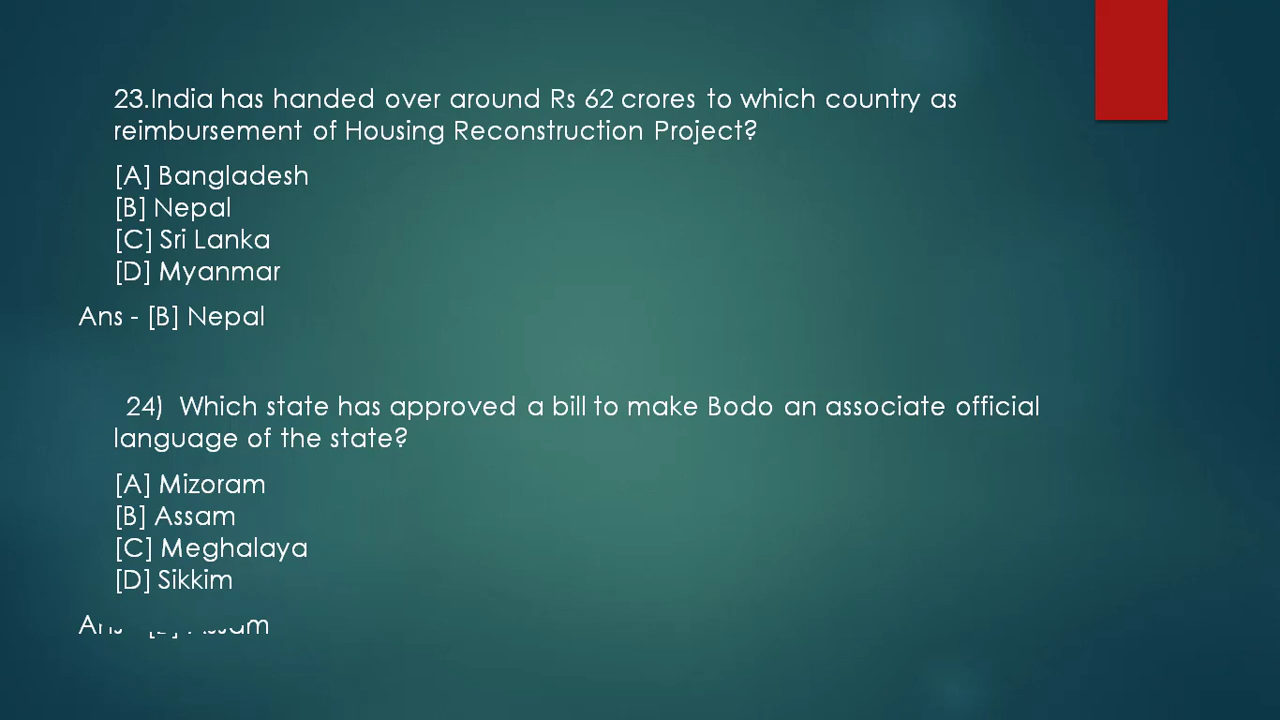 23.India has handed over around Rs 62 crores to which country as
reimbursement of Housing Reconstruction Project?
[A] Bangladesh
[B] Nepal
[C] Sri Lanka
[D] Myanmar
Ans - [B] Nepal
24) Which state has approved a bill to make Bodo an associate official
language of the state?
[A] Mizoram
[B] Assam
[C] Meghalaya
[D] Sikkim
Ans - [B] Assam